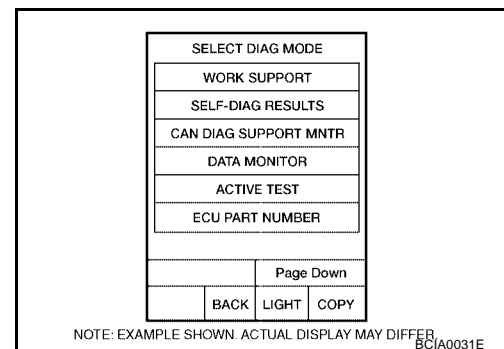 SELECT DIAG MODE
WORK SUPPORT
SELF-DIAG RESULTS
CAN DIAG SUPPORT MNTR
DATA MONITOR
ACTIVE TEST
ECU PART NUMBER
Page Down
BACK LIGHT COPY
NOTE: EXAMPLE SHOWN. ACTUAL DISPLAY MAY DIFFER.
BCIA0031E